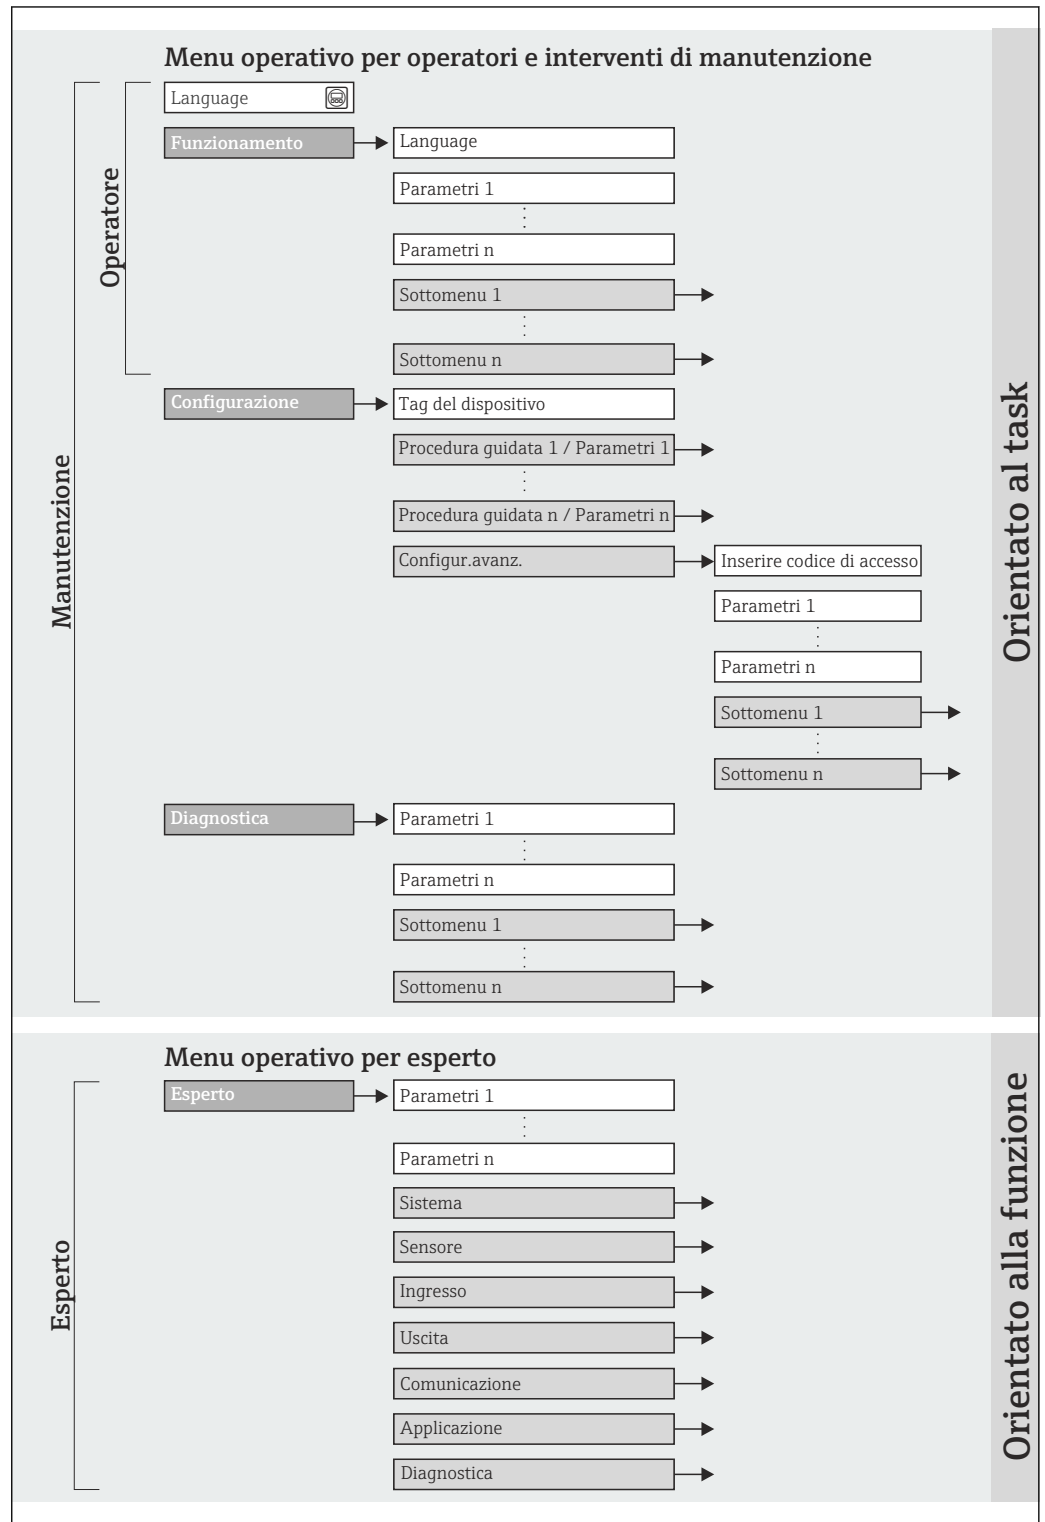 Menu operativo per operatori e interventi di manutenzione
Language
Funzionamento
Language
Parametri 1
Parametri n
Sottomenu 1
Sottomenu n
Operatore
Configurazione
Tag del dispositivo
Procedura guidata 1 / Parametri 1
Procedura guidata n / Parametri n
Configur.avanz.
Inserire codice di accesso
Parametri 1
Parametri n
Sottomenu 1
Sottomenu n
Diagnostica
Parametri 1
Parametri n
Sottomenu 1
Sottomenu n
Manutenzione
Orientato al task
Menu operativo per esperto
Esperto
Parametri 1
Parametri n
Sistema
Sensore
Ingresso
Uscita
Comunicazione
Applicazione
Diagnostica
Esperto
Orientato alla funzione